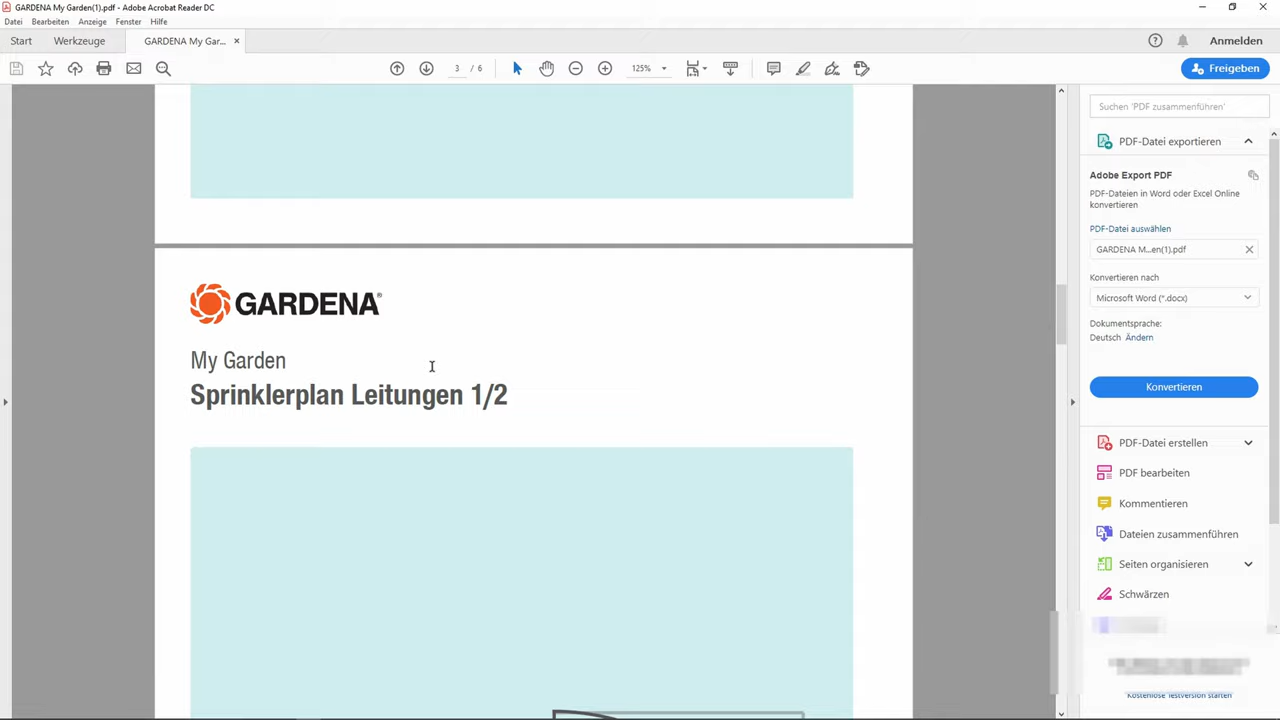 GARDENA My Garden(1).pdf - Adobe Acrobat Reader DC
Datei Bearbeiten Anzeige Fenster Hilfe
Start Werkzeuge GARDENA My Gar... × Anmelden
3 / 6 125% Freigeben
Suchen 'PDF zusammenführen'
PDF-Datei exportieren
Adobe Export PDF
PDF-Dateien in Word oder Excel Online
konvertieren
PDF-Datei auswählen
GARDENA M...en(1).pdf
Konvertieren nach
Microsoft Word (*.docx)
Dokumentsprache:
Deutsch Ändern
Konvertieren
PDF-Datei erstellen
PDF bearbeiten
Kommentieren
Dateien zusammenführen
Seiten organisieren
Schwärzen
Kostenlose Testversion starten
GARDENA®
My Garden
Sprinklerplan Leitungen 1/2